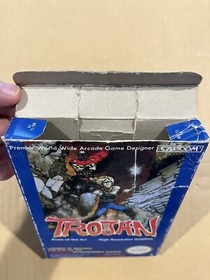 Premier World-Wide Arcade Game Designer
CAPCOM
TROJAN
State of the Art
High Resolution Graphics